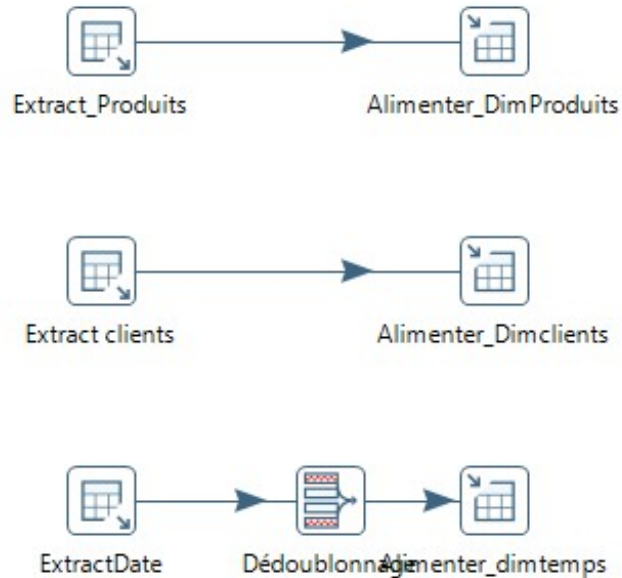 Extract_Produits
Alimenter_DimProduits
Extract clients
Alimenter_Dimclients
ExtractDate
Dédoublonnage
Alimenter_dimtemps